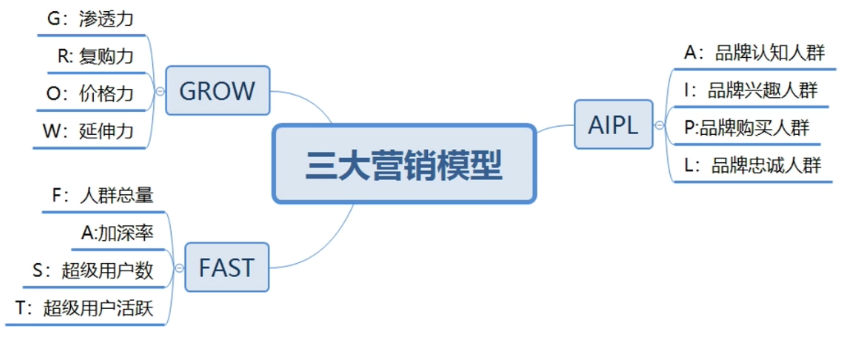 三大营销模型
GROW
G：渗透力
R: 复购力
O：价格力
W：延伸力
FAST
F：人群总量
A:加深率
S：超级用户数
T：超级用户活跃
AIPL
A：品牌认知人群
I：品牌兴趣人群
P:品牌购买人群
L：品牌忠诚人群